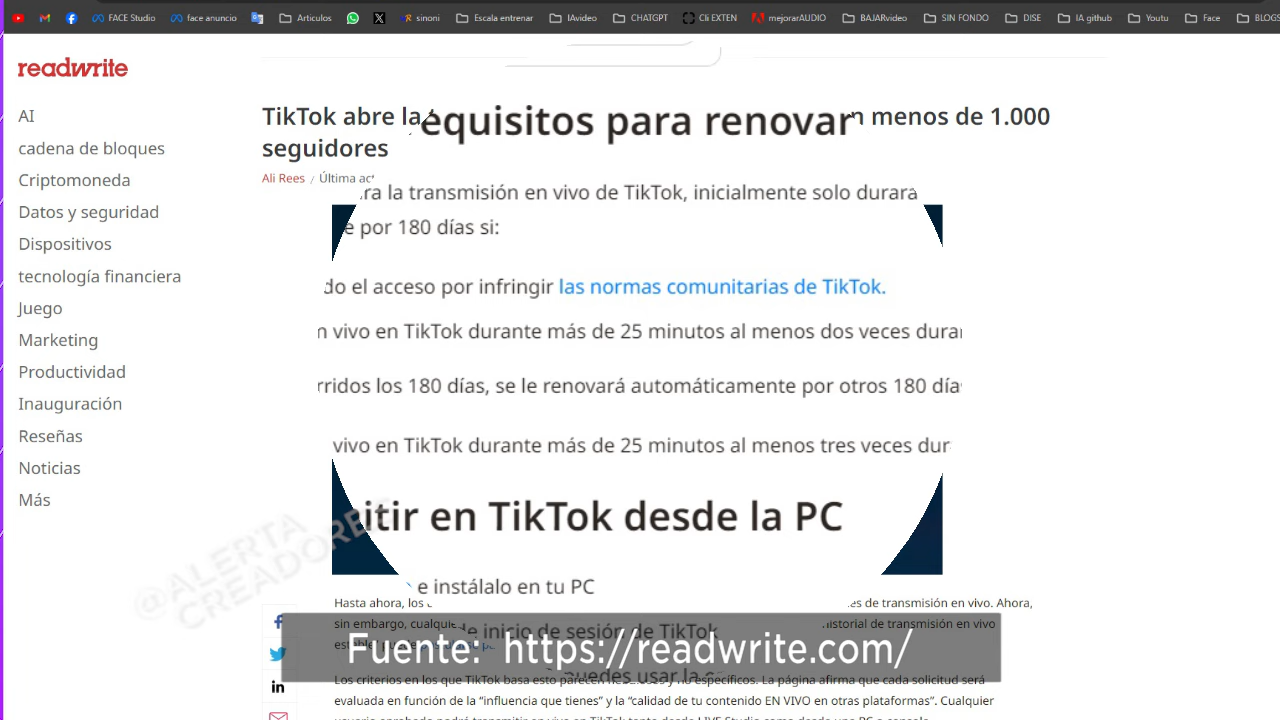 FACE Studio face anuncio Articulos sinoni Escala entrenar IAvideo CHATGPT Cli EXTEN mejorarAUDIO BAJARvideo SIN FONDO DISE IA github Youtu Face BLOGS
readwrite
AI
cadena de bloques
Criptomoneda
Datos y seguridad
Dispositivos
tecnología financiera
Juego
Marketing
Productividad
Inauguración
Reseñas
Noticias
Más
TikTok abre la
menos de 1.000
seguidores
Ali Rees / Última
equisitos para renovar
la transmisión en vivo de TikTok, inicialmente solo durará
e por 180 días si:
do el acceso por infringir las normas comunitarias de TikTok.
vivo en TikTok durante más de 25 minutos al menos dos veces
rridos los 180 días, se le renovará automáticamente por otros 180
vivo en TikTok durante más de 25 minutos al menos tres veces dur
itir en TikTok desde la PC
e instálalo en tu PC
@ALERTA
CREADORES
Hasta ahora, los
es de transmisión en vivo. Ahora,
sin embargo,
de inicio de sesión de TikTok
historial de transmisión en vivo
Fuente: https://readwrite.com/
puedes usar la
Los criterios en los que TikTok basa esto
específicos. La página afirma que cada solicitud será
evaluada en función de la “influencia que tienes” y la “calidad de tu contenido EN VIVO en otras plataformas”. Cualquier